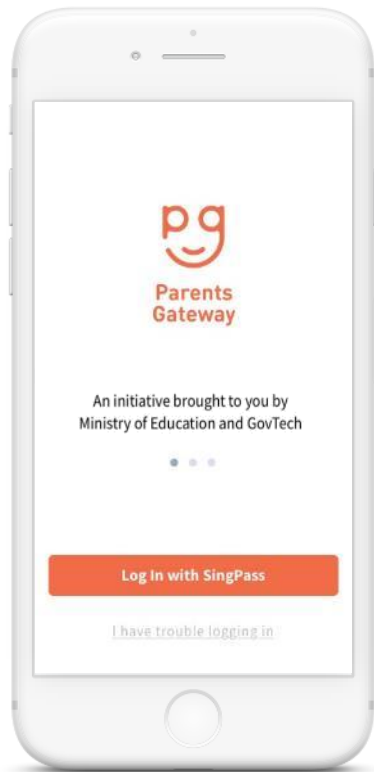 pg
Parents
Gateway
An initiative brought to you by
Ministry of Education and GovTech
Log In with SingPass
I have trouble logging in